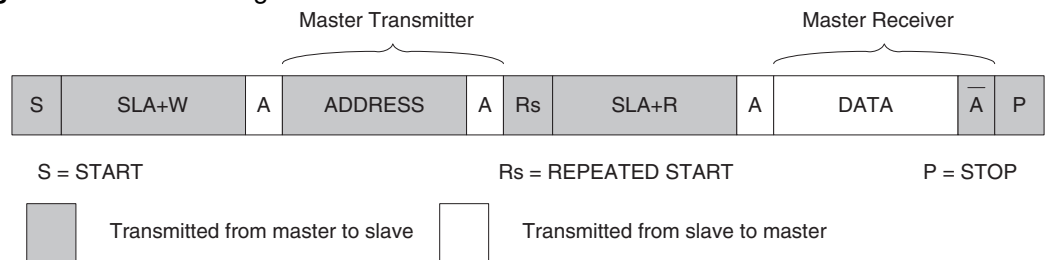 Master Transmitter Master Receiver
S SLA+W A ADDRESS A Rs SLA+R A DATA A̅ P
S = START Rs = REPEATED START P = STOP
Transmitted from master to slave Transmitted from slave to master